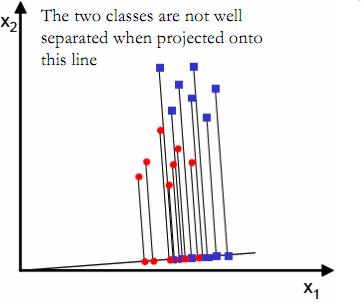 x2
The two classes are not well
separated when projected onto
this line
x1